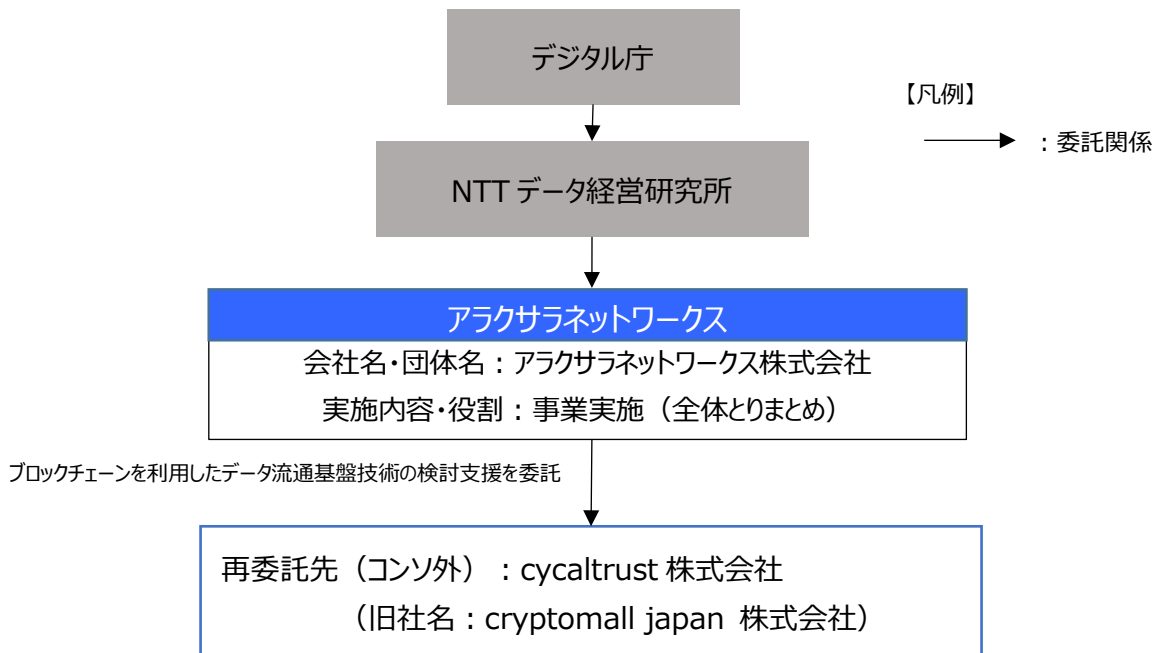 デジタル庁
【凡例】
：委託関係
NTT データ経営研究所
アラクサラネットワークス
会社名・団体名：アラクサラネットワークス株式会社
実施内容・役割：事業実施（全体とりまとめ）
ブロックチェーンを利用したデータ流通基盤技術の検討支援を委託
再委託先（コンソ外）：cycaltrust 株式会社
（旧社名：cryptomall japan 株式会社）